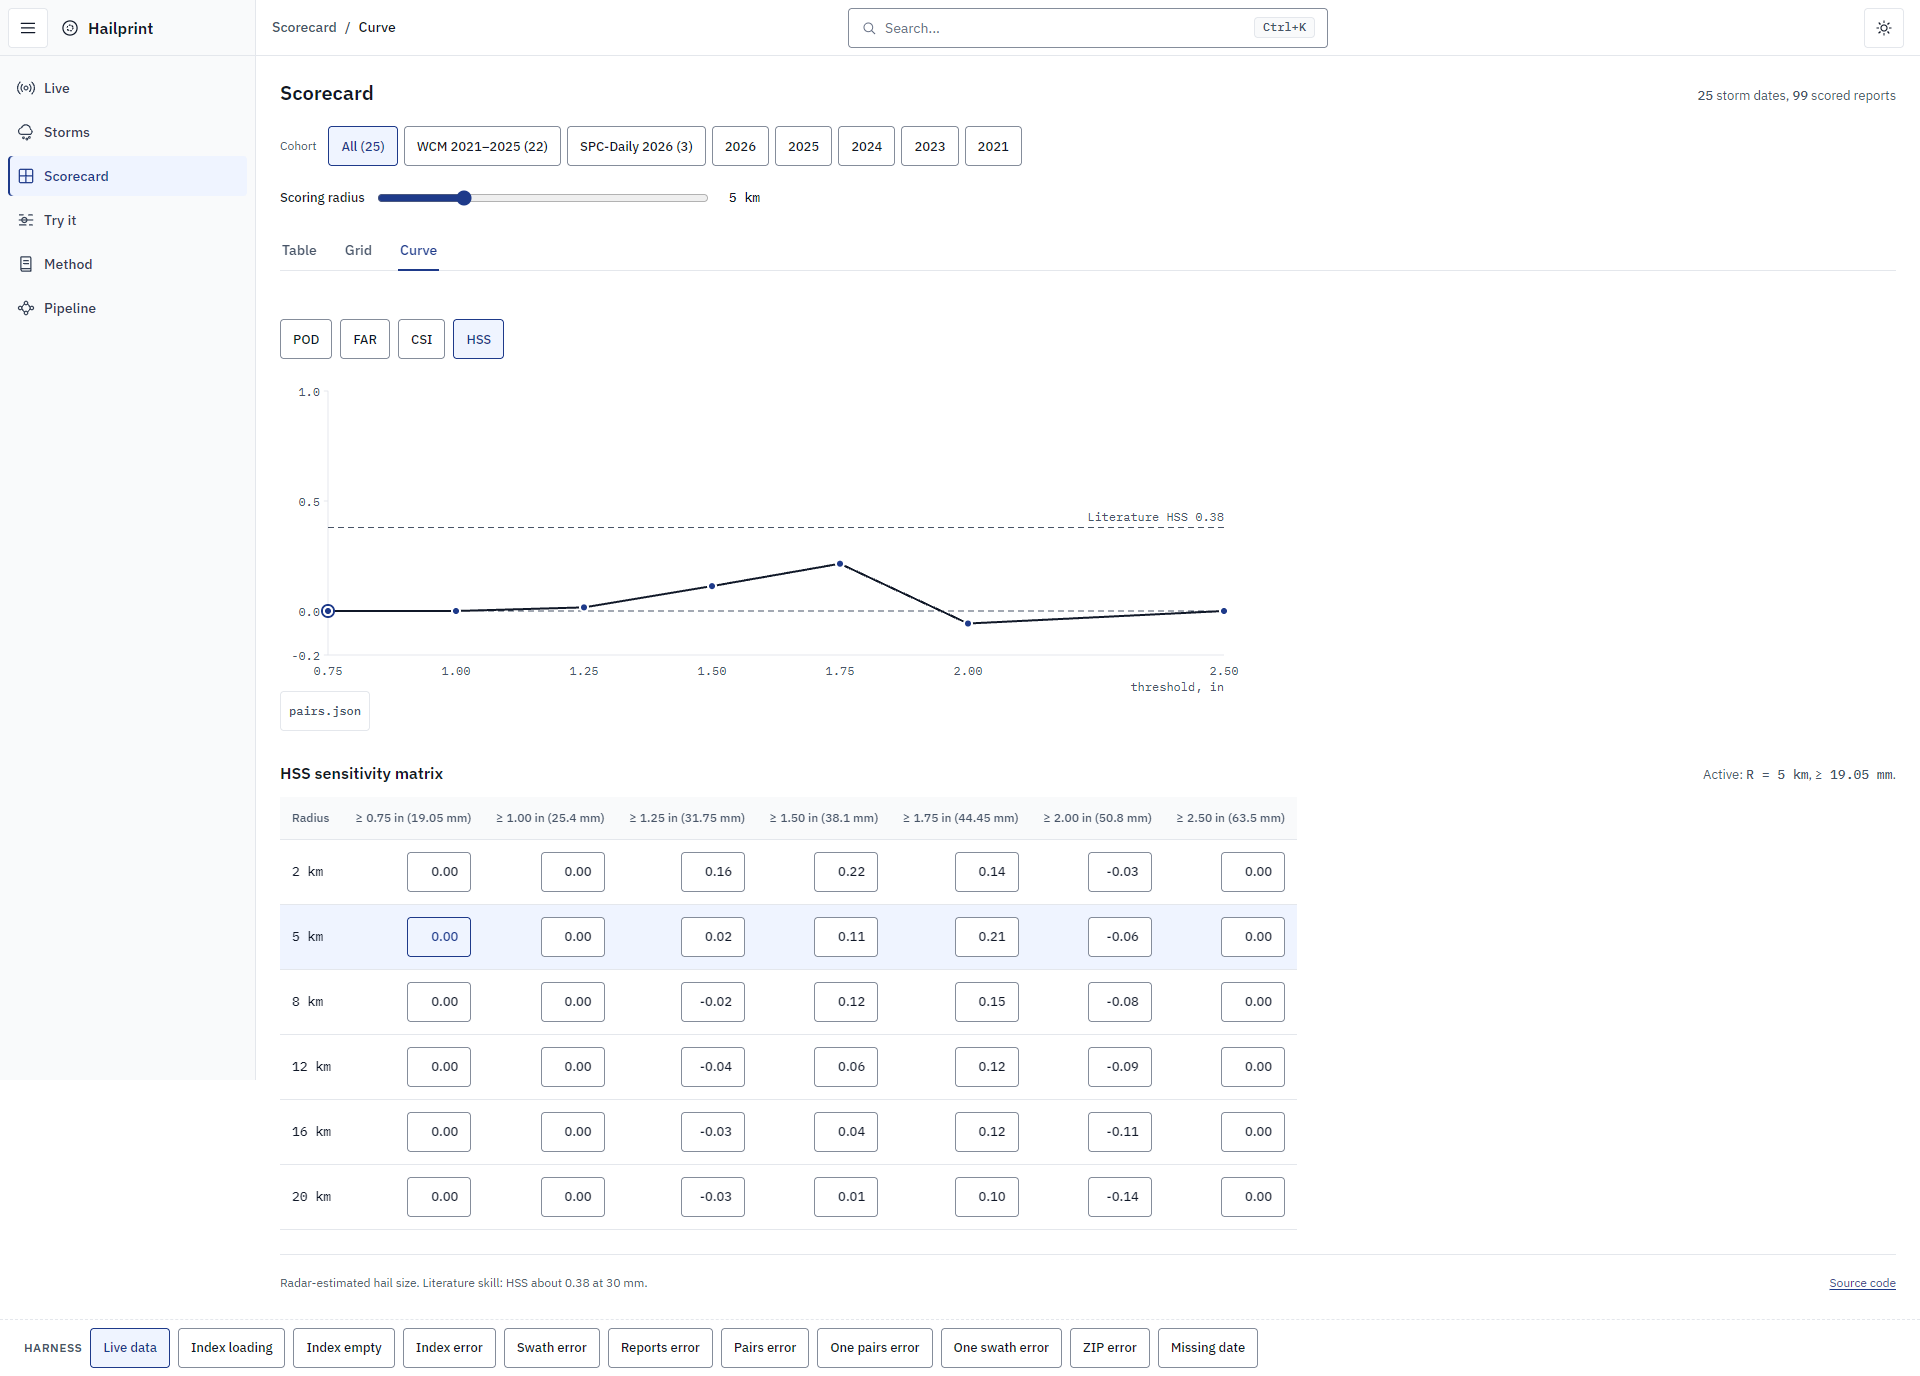 Hailprint
Scorecard / Curve
Search...
Ctrl+K
Live
Storms
Scorecard
Try it
Method
Pipeline
Scorecard
25 storm dates, 99 scored reports
Cohort All (25) WCM 2021–2025 (22) SPC-Daily 2026 (3) 2026 2025 2024 2023 2021
Scoring radius 5 km
Table Grid Curve
POD FAR CSI HSS
1.0
0.5
Literature HSS 0.38
0.0
-0.2
0.75 1.00 1.25 1.50 1.75 2.00 2.50
threshold, in
pairs.json
HSS sensitivity matrix
Active: R = 5 km, ≥ 19.05 mm.
Radius ≥ 0.75 in (19.05 mm) ≥ 1.00 in (25.4 mm) ≥ 1.25 in (31.75 mm) ≥ 1.50 in (38.1 mm) ≥ 1.75 in (44.45 mm) ≥ 2.00 in (50.8 mm) ≥ 2.50 in (63.5 mm)
2 km 0.00 0.00 0.16 0.22 0.14 -0.03 0.00
5 km 0.00 0.00 0.02 0.11 0.21 -0.06 0.00
8 km 0.00 0.00 -0.02 0.12 0.15 -0.08 0.00
12 km 0.00 0.00 -0.04 0.06 0.12 -0.09 0.00
16 km 0.00 0.00 -0.03 0.04 0.12 -0.11 0.00
20 km 0.00 0.00 -0.03 0.01 0.10 -0.14 0.00
Radar-estimated hail size. Literature skill: HSS about 0.38 at 30 mm.
Source code
HARNESS Live data Index loading Index empty Index error Swath error Reports error Pairs error One pairs error One swath error ZIP error Missing date